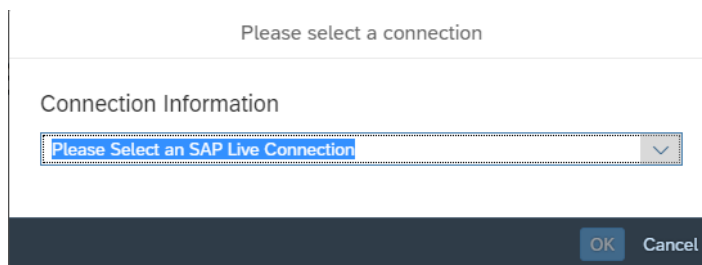 Please select a connection
Connection Information
Please Select an SAP Live Connection
OK Cancel